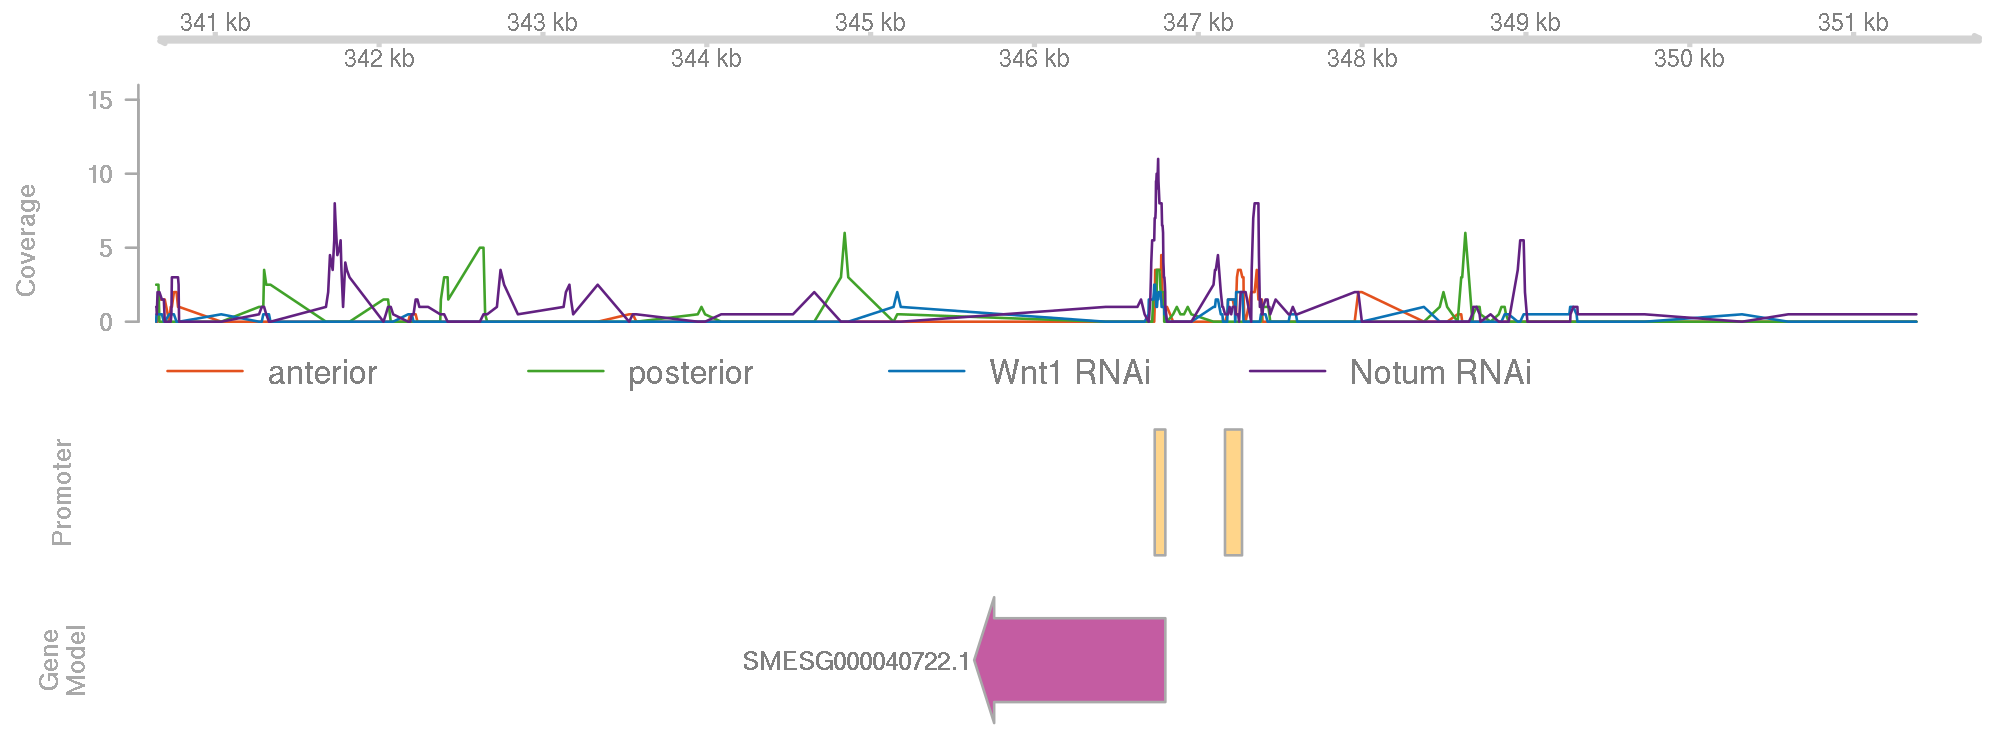 341 kb 343 kb 345 kb 347 kb 349 kb 351 kb
342 kb 344 kb 346 kb 348 kb 350 kb
15
10
5
0
Coverage
anterior posterior Wnt1 RNAi Notum RNAi
Promoter
Gene
Model
SMESG000040722.1